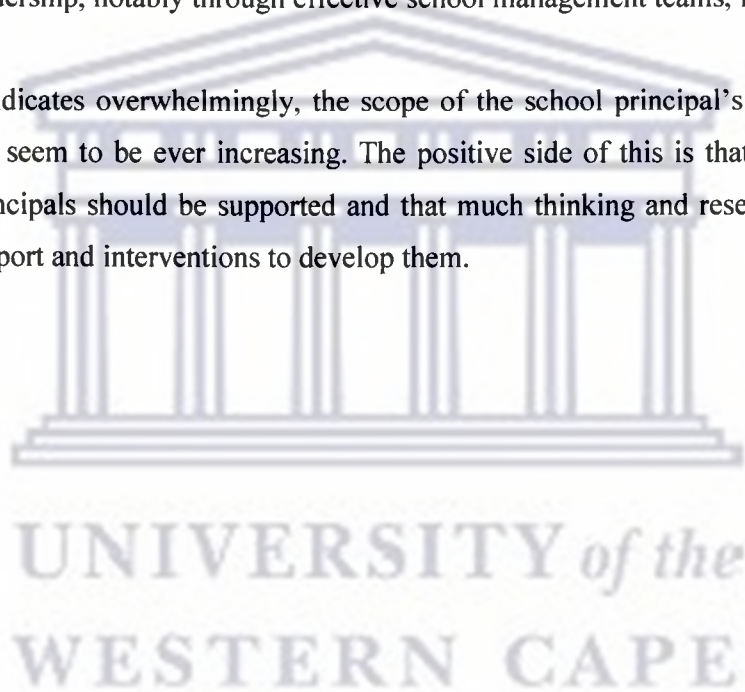 dership, notably through effective school management teams,
dicates overwhelmingly, the scope of the school principal's
seem to be ever increasing. The positive side of this is that
ncipals should be supported and that much thinking and rese
port and interventions to develop them.
UNIVERSITY of the
WESTERN CAPE